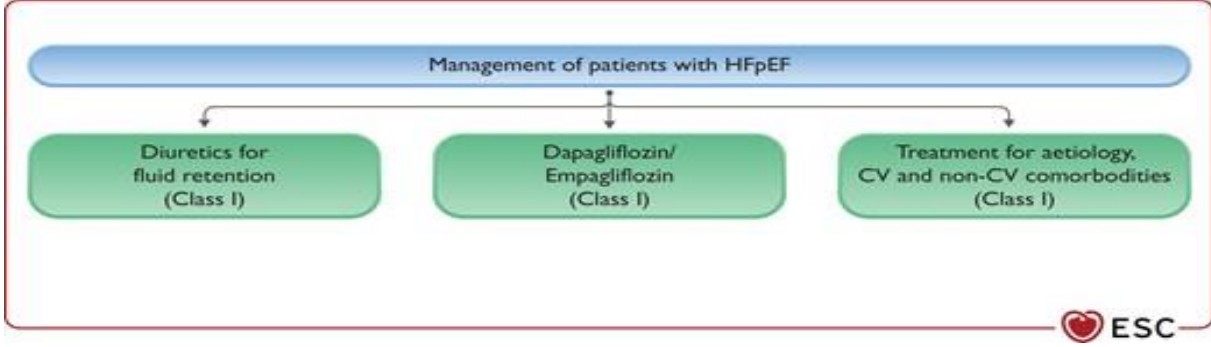 Management of patients with HFpEF
Diuretics for
fluid retention
(Class I)
Dapagliflozin/
Empagliflozin
(Class I)
Treatment for aetiology,
CV and non-CV comorbodities
(Class I)
ESC